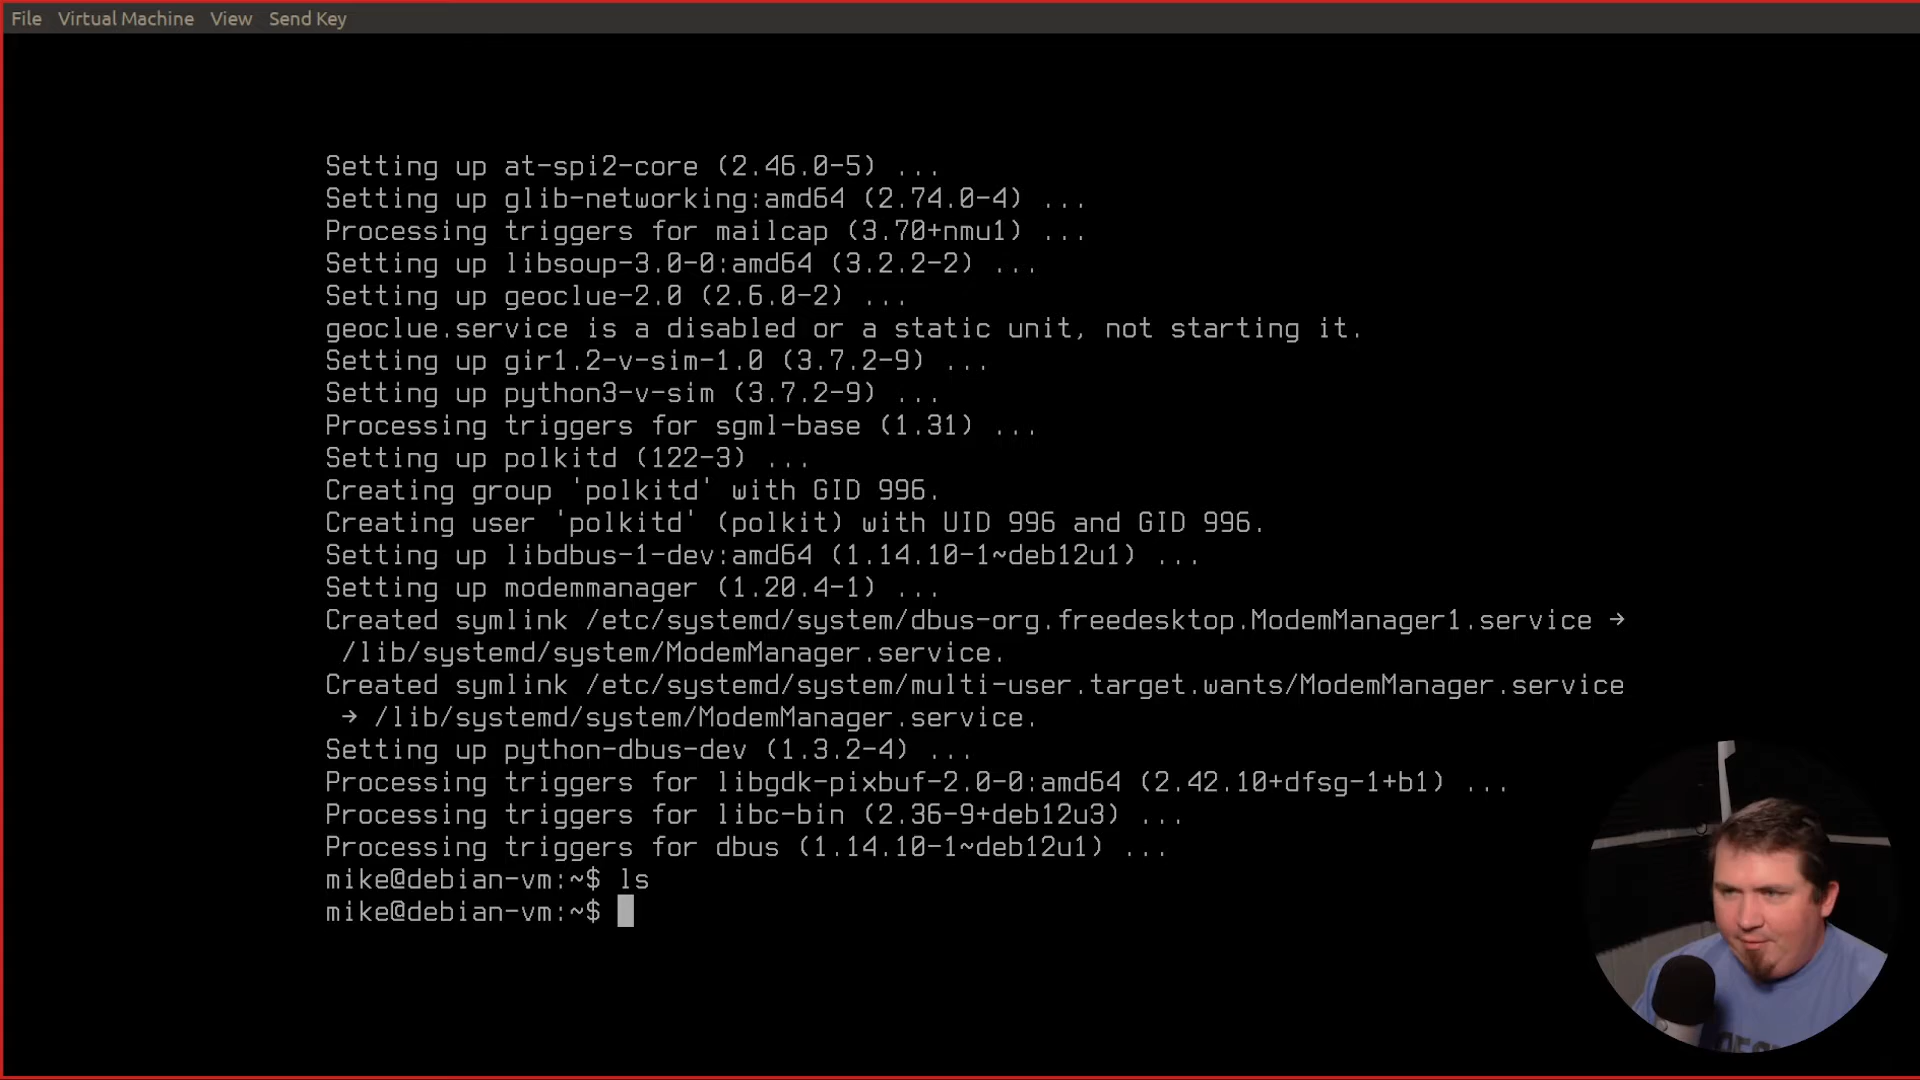 File Virtual Machine View Send Key
Setting up at-spi2-core (2.46.0-5) ...
Setting up glib-networking:amd64 (2.74.0-4) ...
Processing triggers for mailcap (3.70+nmu1) ...
Setting up libsoup-3.0-0:amd64 (3.2.2-2) ...
Setting up geoclue-2.0 (2.6.0-2) ...
geoclue.service is a disabled or a static unit, not starting it.
Setting up gir1.2-v-sim-1.0 (3.7.2-9) ...
Setting up python3-v-sim (3.7.2-9) ...
Processing triggers for sgml-base (1.31) ...
Setting up polkitd (122-3) ...
Creating group 'polkitd' with GID 996.
Creating user 'polkitd' (polkit) with UID 996 and GID 996.
Setting up libdbus-1-dev:amd64 (1.14.10-1~deb12u1) ...
Setting up modemmanager (1.20.4-1) ...
Created symlink /etc/systemd/system/dbus-org.freedesktop.ModemManager1.service →
/lib/systemd/system/ModemManager.service.
Created symlink /etc/systemd/system/multi-user.target.wants/ModemManager.service
→ /lib/systemd/system/ModemManager.service.
Setting up python-dbus-dev (1.3.2-4) ...
Processing triggers for libgdk-pixbuf-2.0-0:amd64 (2.42.10+dfsg-1+b1) ...
Processing triggers for libc-bin (2.36-9+deb12u3) ...
Processing triggers for dbus (1.14.10-1~deb12u1) ...
mike@debian-vm:~$ ls
mike@debian-vm:~$